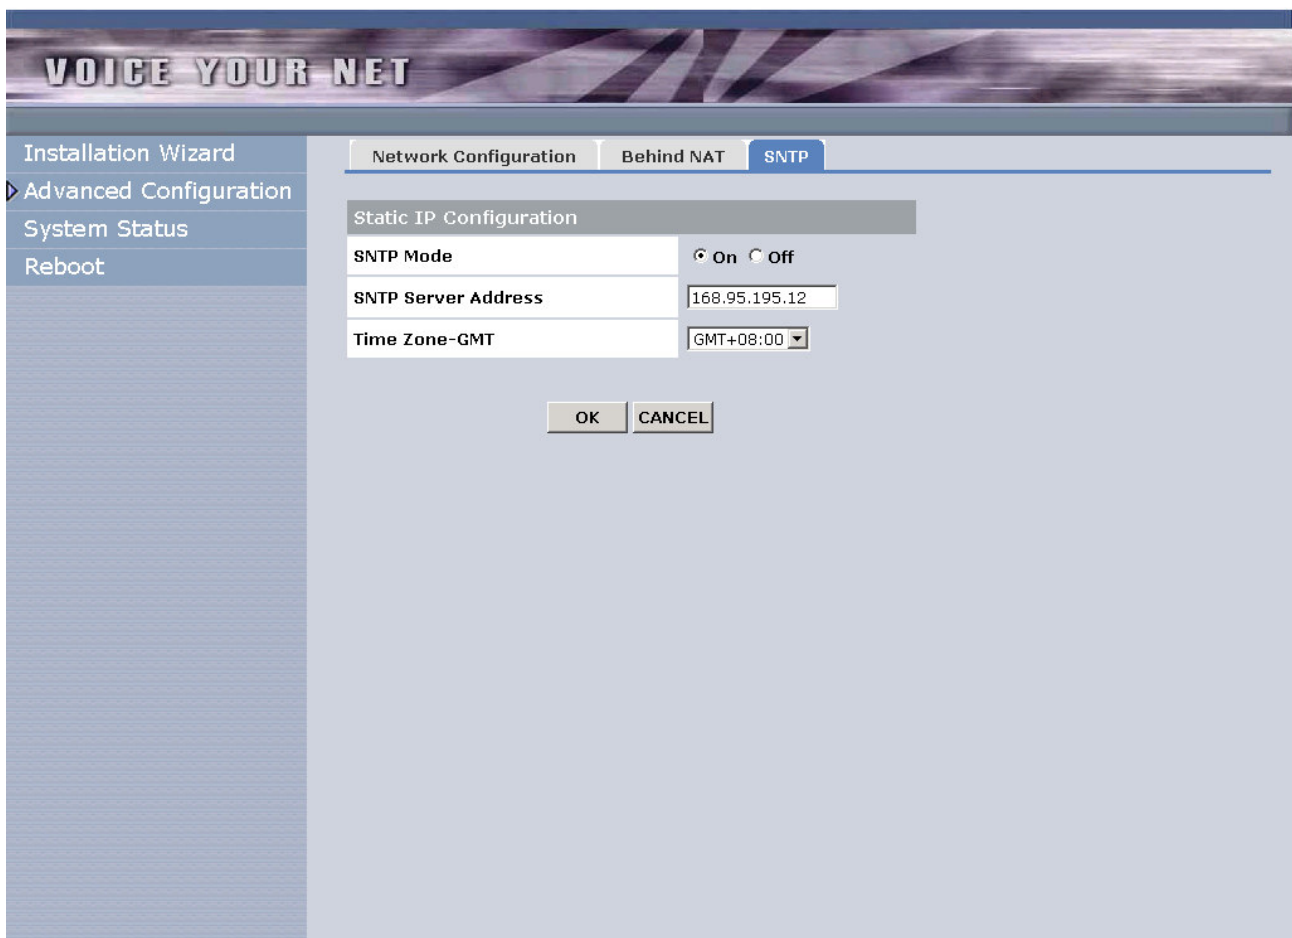 VOICE YOUR NET
Installation Wizard
Advanced Configuration
System Status
Reboot
Network Configuration Behind NAT SNTP
Static IP Configuration
SNTP Mode On Off
SNTP Server Address 168.95.195.12
Time Zone-GMT GMT+08:00
OK CANCEL